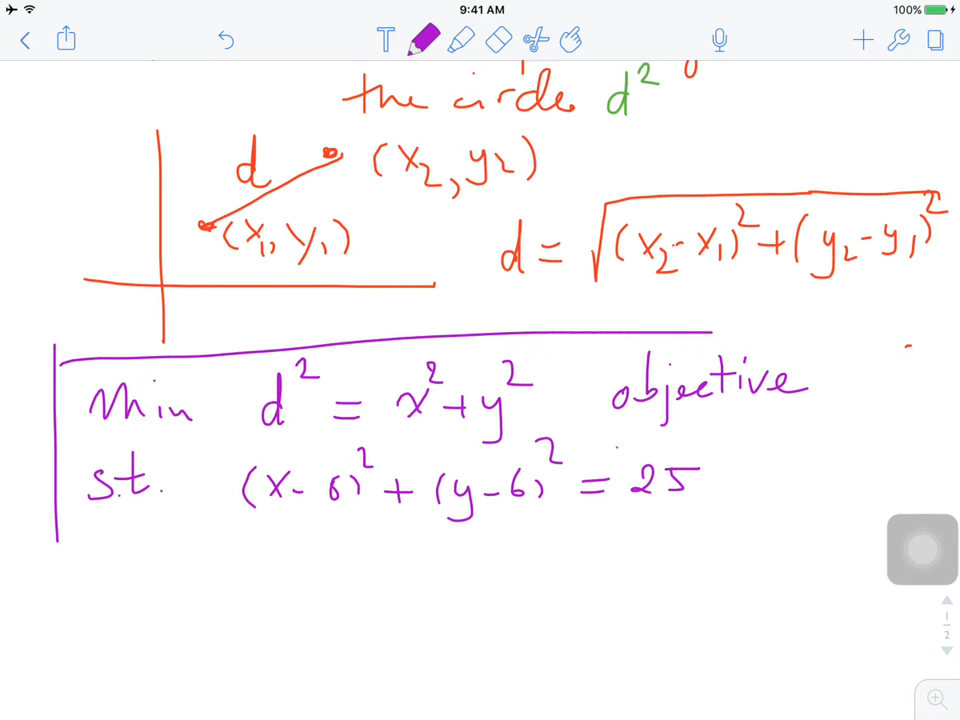 9:41 AM
100%
T
the circle d²
d (x₂, y₂)
(x₁, y₁)
d = √((x₂ - x₁)² + (y₂ - y₁)²)
Min d² = x² + y² objective
s.t. (x - 6)² + (y - 6)² = 25
1
2